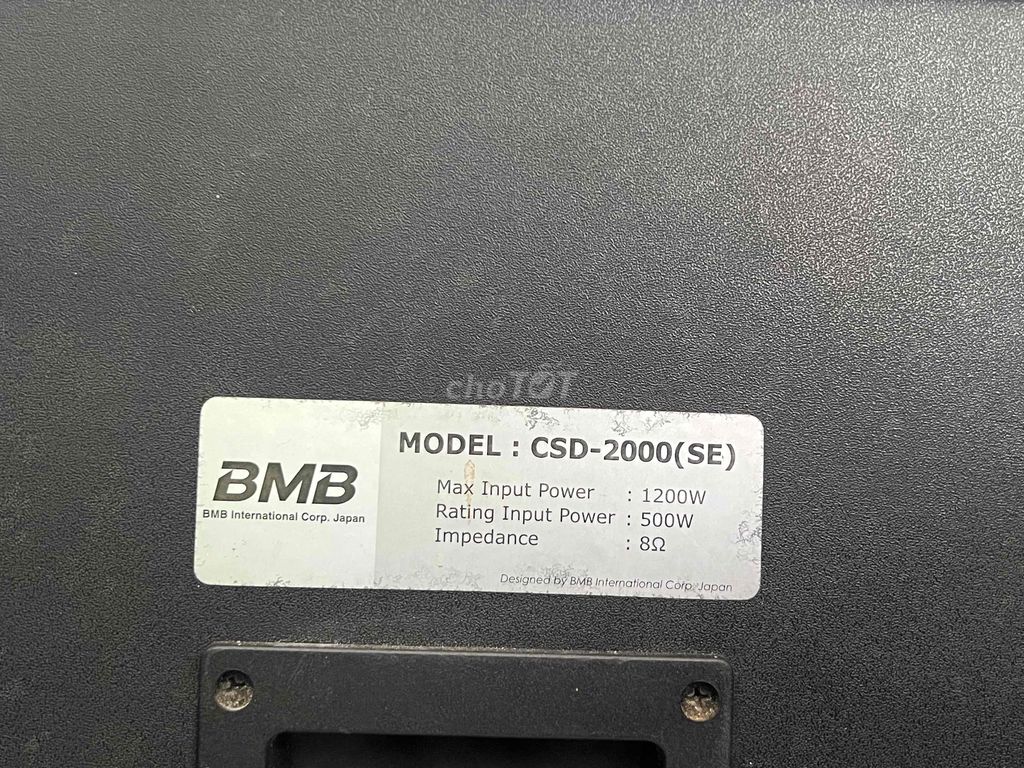 choTỐT
MODEL : CSD-2000(SE)
BMB
BMB International Corp. Japan
Max Input Power : 1200W
Rating Input Power : 500W
Impedance : 8Ω
Designed by BMB International Corp. Japan